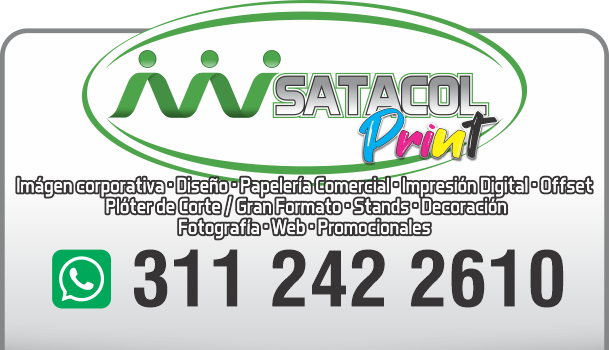 SATACOL
Print
Imágen corporativa • Diseño • Papelería Comercial • Impresión Digital • Offset
Plóter de Corte / Gran Formato • Stands • Decoración
Fotografía • Web • Promocionales
311 242 2610